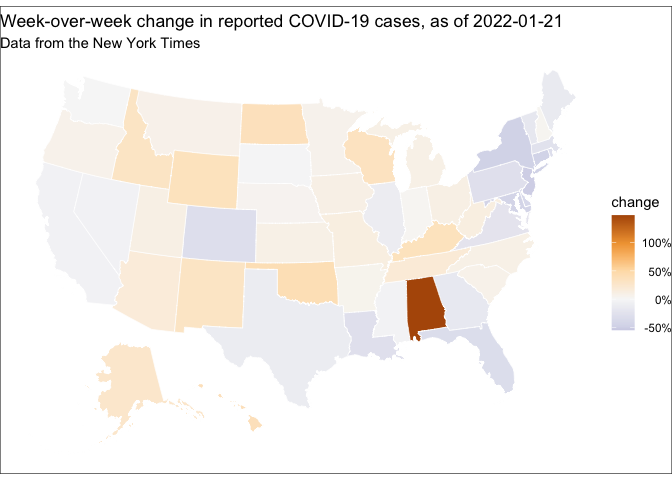 Week-over-week change in reported COVID-19 cases, as of 2022-01-21
Data from the New York Times
change
100%
50%
0%
-50%